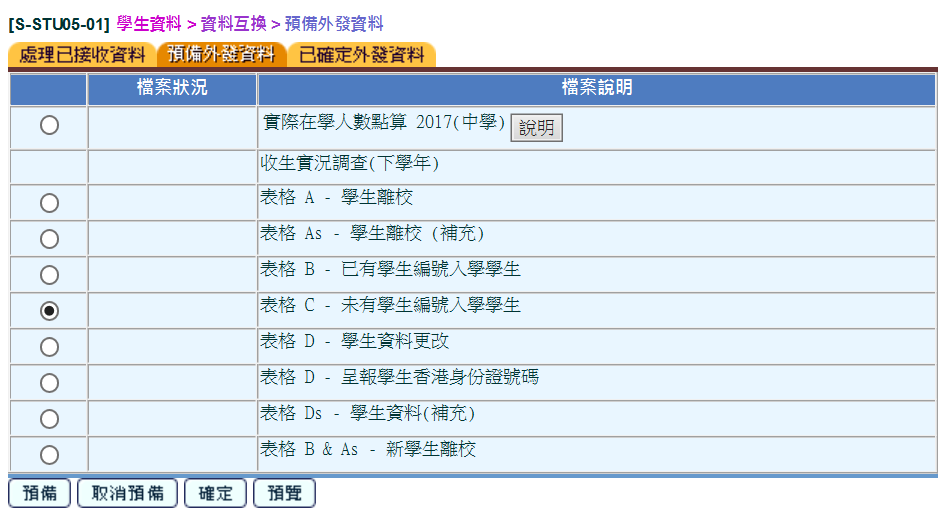 [S-STU05-01] 學生資料 > 資料互換 > 預備外發資料
處理已接收資料 預備外發資料 已確定外發資料
檔案狀況 檔案說明
實際在學人數點算 2017(中學) 說明
收生實況調查(下學年)
表格 A - 學生離校
表格 As - 學生離校 (補充)
表格 B - 已有學生編號入學學生
表格 C - 未有學生編號入學學生
表格 D - 學生資料更改
表格 D - 呈報學生香港身份證號碼
表格 Ds - 學生資料(補充)
表格 B & As - 新學生離校
預備 取消預備 確定 預覽